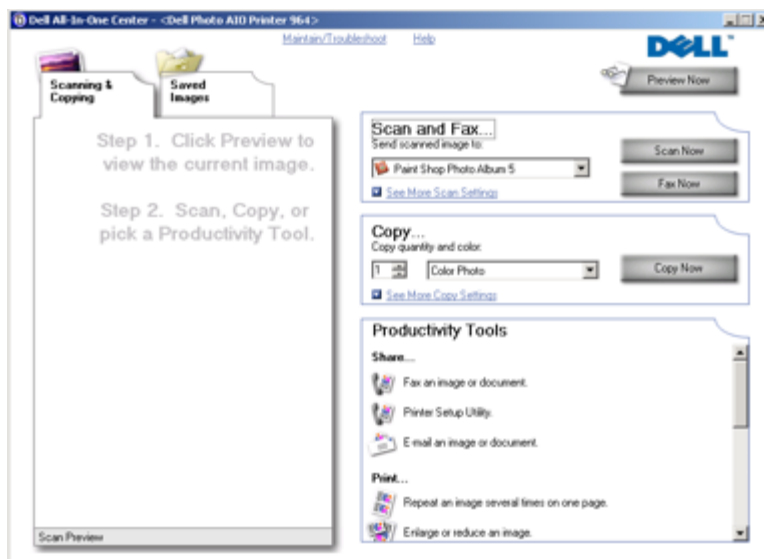 Dell All-In-One Center - <Dell Photo AIO Printer 964>
Maintain/Troubleshoot Help
DELL™
Preview Now
Scanning &
Copying
Saved
Images
Step 1. Click Preview to
view the current image.
Step 2. Scan, Copy, or
pick a Productivity Tool.
Scan Preview
Scan and Fax...
Send scanned image to:
Paint Shop Photo Album 5
See More Scan Settings
Scan Now
Fax Now
Copy...
Copy quantity and color.
1 Color Photo
See More Copy Settings
Copy Now
Productivity Tools
Share...
Fax an image or document.
Printer Setup Utility.
E-mail an image or document.
Print...
Repeat an image several times on one page.
Enlarge or reduce an image.